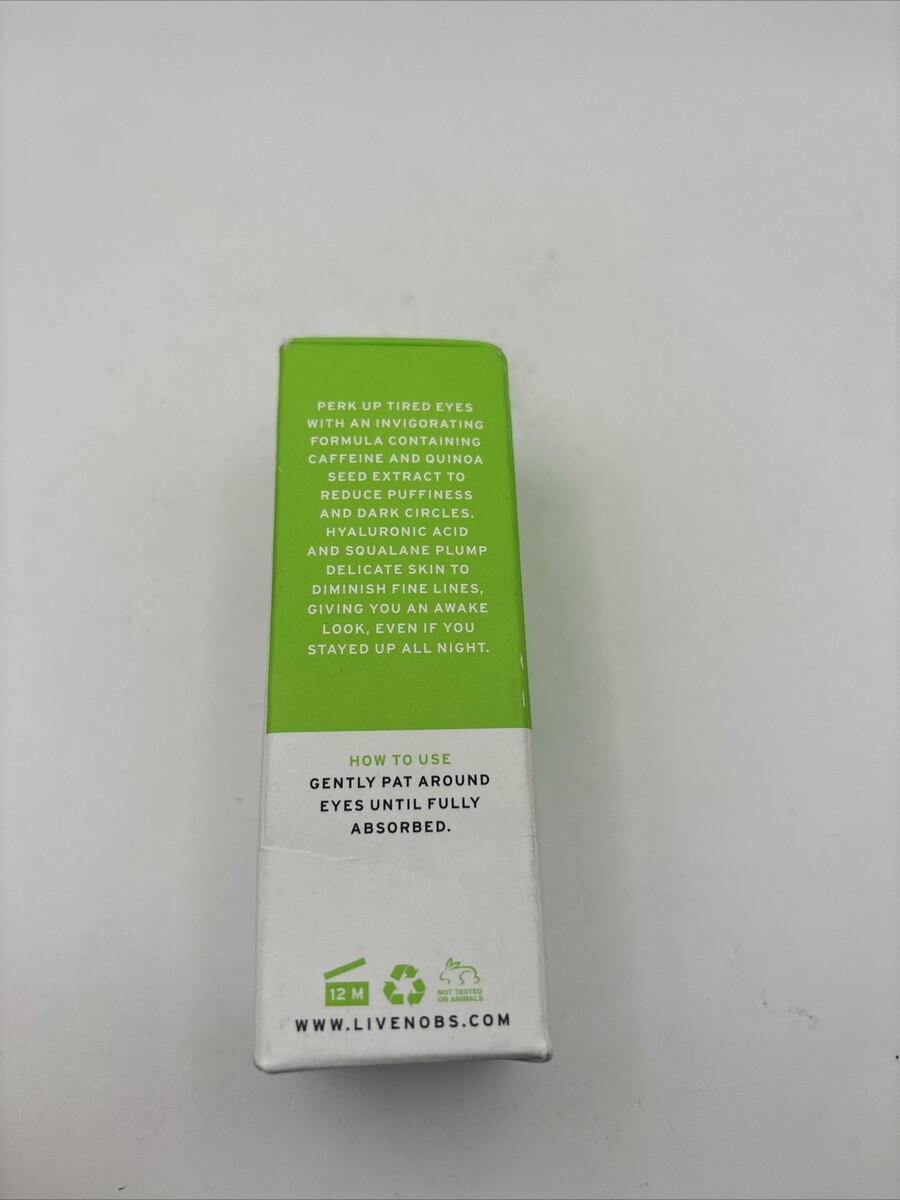 PERK UP TIRED EYES
WITH AN INVIGORATING
FORMULA CONTAINING
CAFFEINE AND QUINOA
SEED EXTRACT TO
REDUCE PUFFINESS
AND DARK CIRCLES.
HYALURONIC ACID
AND SQUALANE PLUMP
DELICATE SKIN TO
DIMINISH FINE LINES,
GIVING YOU AN AWAKE
LOOK, EVEN IF YOU
STAYED UP ALL NIGHT.
HOW TO USE
GENTLY PAT AROUND
EYES UNTIL FULLY
ABSORBED.
12 M
NOT TESTED
ON ANIMALS
WWW.LIVENOBS.COM